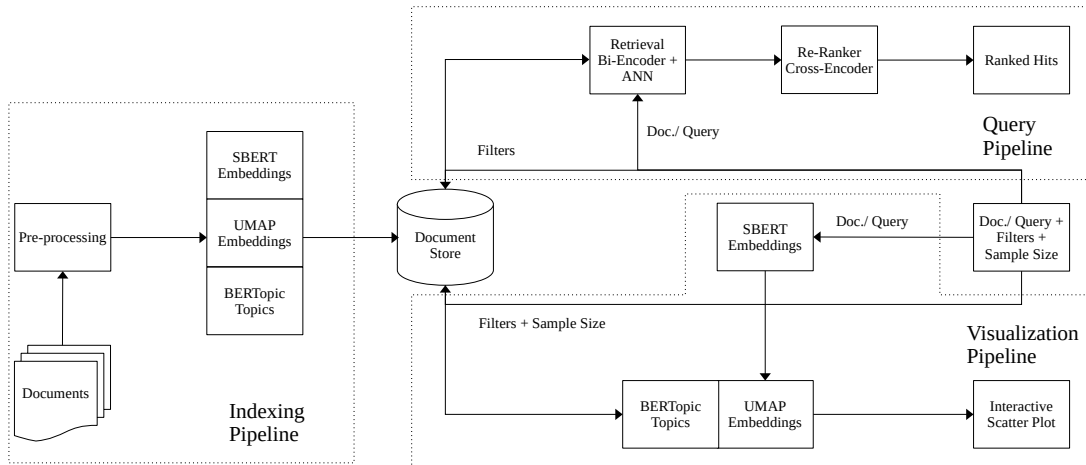 Retrieval
Bi-Encoder +
ANN
Re-Ranker
Cross-Encoder
Ranked Hits
Doc./ Query
Query
Pipeline
Filters
SBERT
Embeddings
UMAP
Embeddings
BERTopic
Topics
Pre-processing
Documents
Indexing
Pipeline
Document
Store
SBERT
Embeddings
Doc./ Query
Doc./ Query +
Filters +
Sample Size
Filters + Sample Size
Visualization
Pipeline
BERTopic
Topics
UMAP
Embeddings
Interactive
Scatter Plot